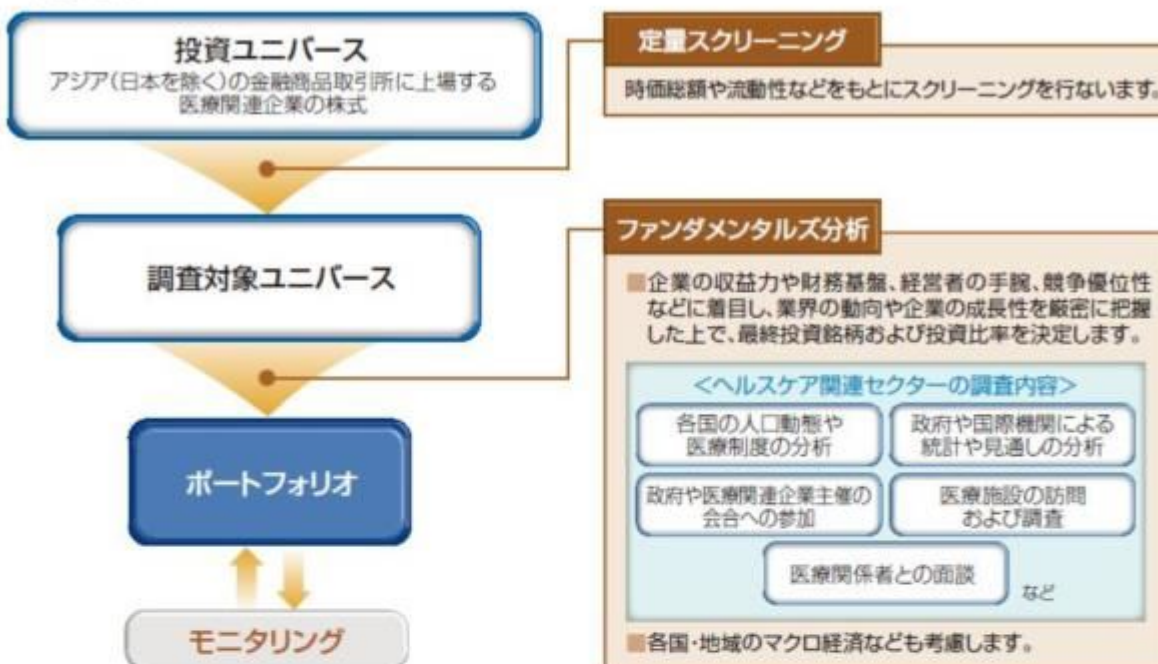 投資ユニバース
アジア(日本を除く)の金融商品取引所に上場する
医療関連企業の株式
定量スクリーニング
時価総額や流動性などをもとにスクリーニングを行ないます。
調査対象ユニバース
ファンダメンタルズ分析
■企業の収益力や財務基盤、経営者の手腕、競争優位性
などに着目し、業界の動向や企業の成長性を厳密に把握
した上で、最終投資銘柄および投資比率を決定します。
<ヘルスケア関連セクターの調査内容>
各国の人口動態や
医療制度の分析
政府や国際機関による
統計や見通しの分析
政府や医療関連企業主催の
会合への参加
医療施設の訪問
および調査
医療関係者との面談
など
■各国・地域のマクロ経済なども考慮します。
ポートフォリオ
モニタリング